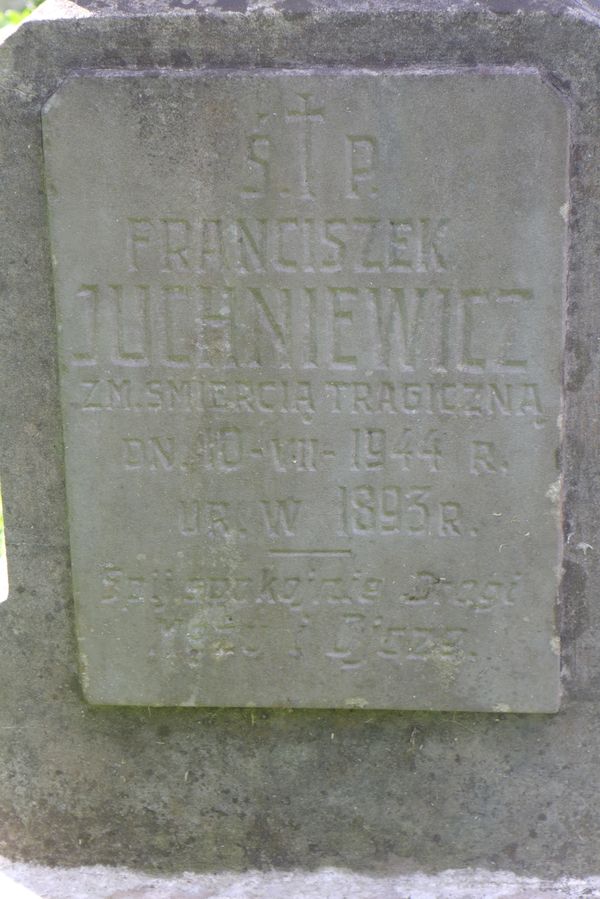 Ś. † P.
FRANCISZEK
JUCHNIEWICZ
ZM. ŚMIERCIĄ TRAGICZNĄ
DN. 10-VII-1944 R.
UR. W 1893 R.
Śpij spokojnie Drogi
Mężu i Ojcze.